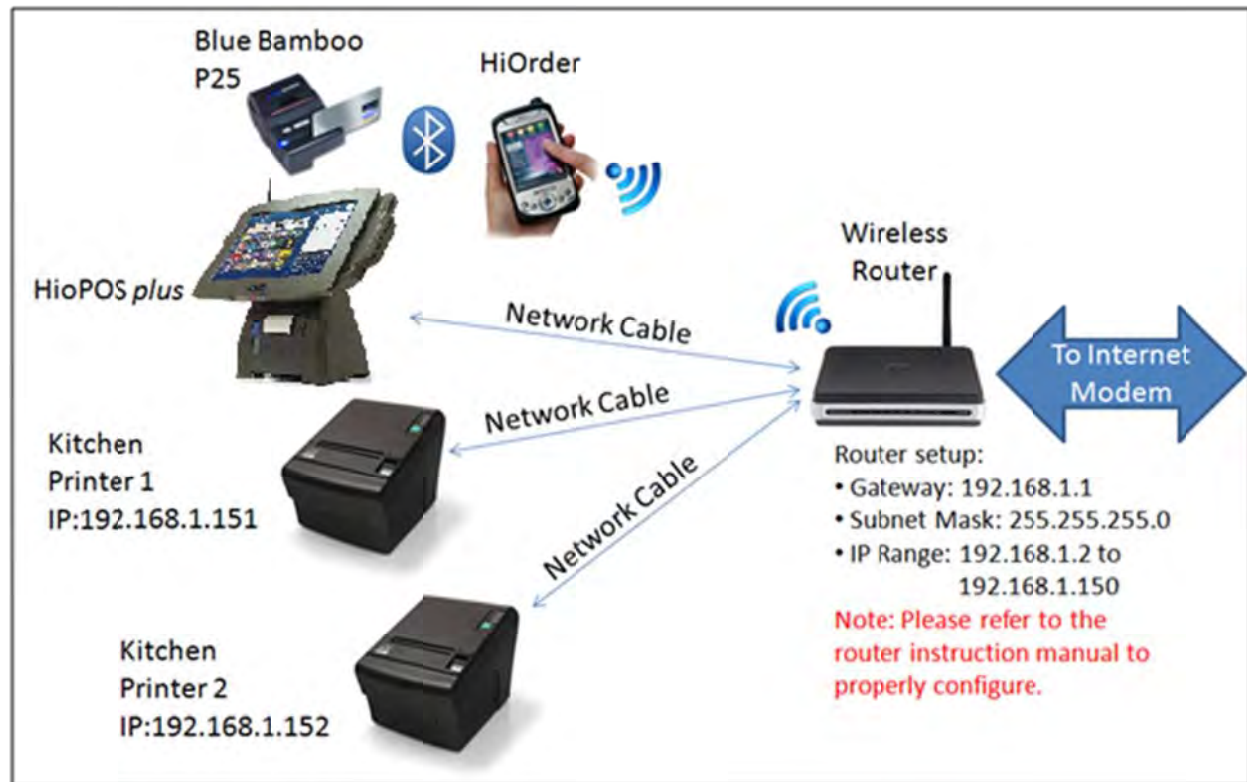 Blue Bamboo
P25
HiOrder
HioPOS plus
Wireless
Router
Network Cable
To Internet
Modem
Network Cable
Kitchen
Printer 1
IP:192.168.1.151
Network Cable
Router setup:
• Gateway: 192.168.1.1
• Subnet Mask: 255.255.255.0
• IP Range: 192.168.1.2 to
192.168.1.150
Note: Please refer to the
router instruction manual to
properly configure.
Kitchen
Printer 2
IP:192.168.1.152